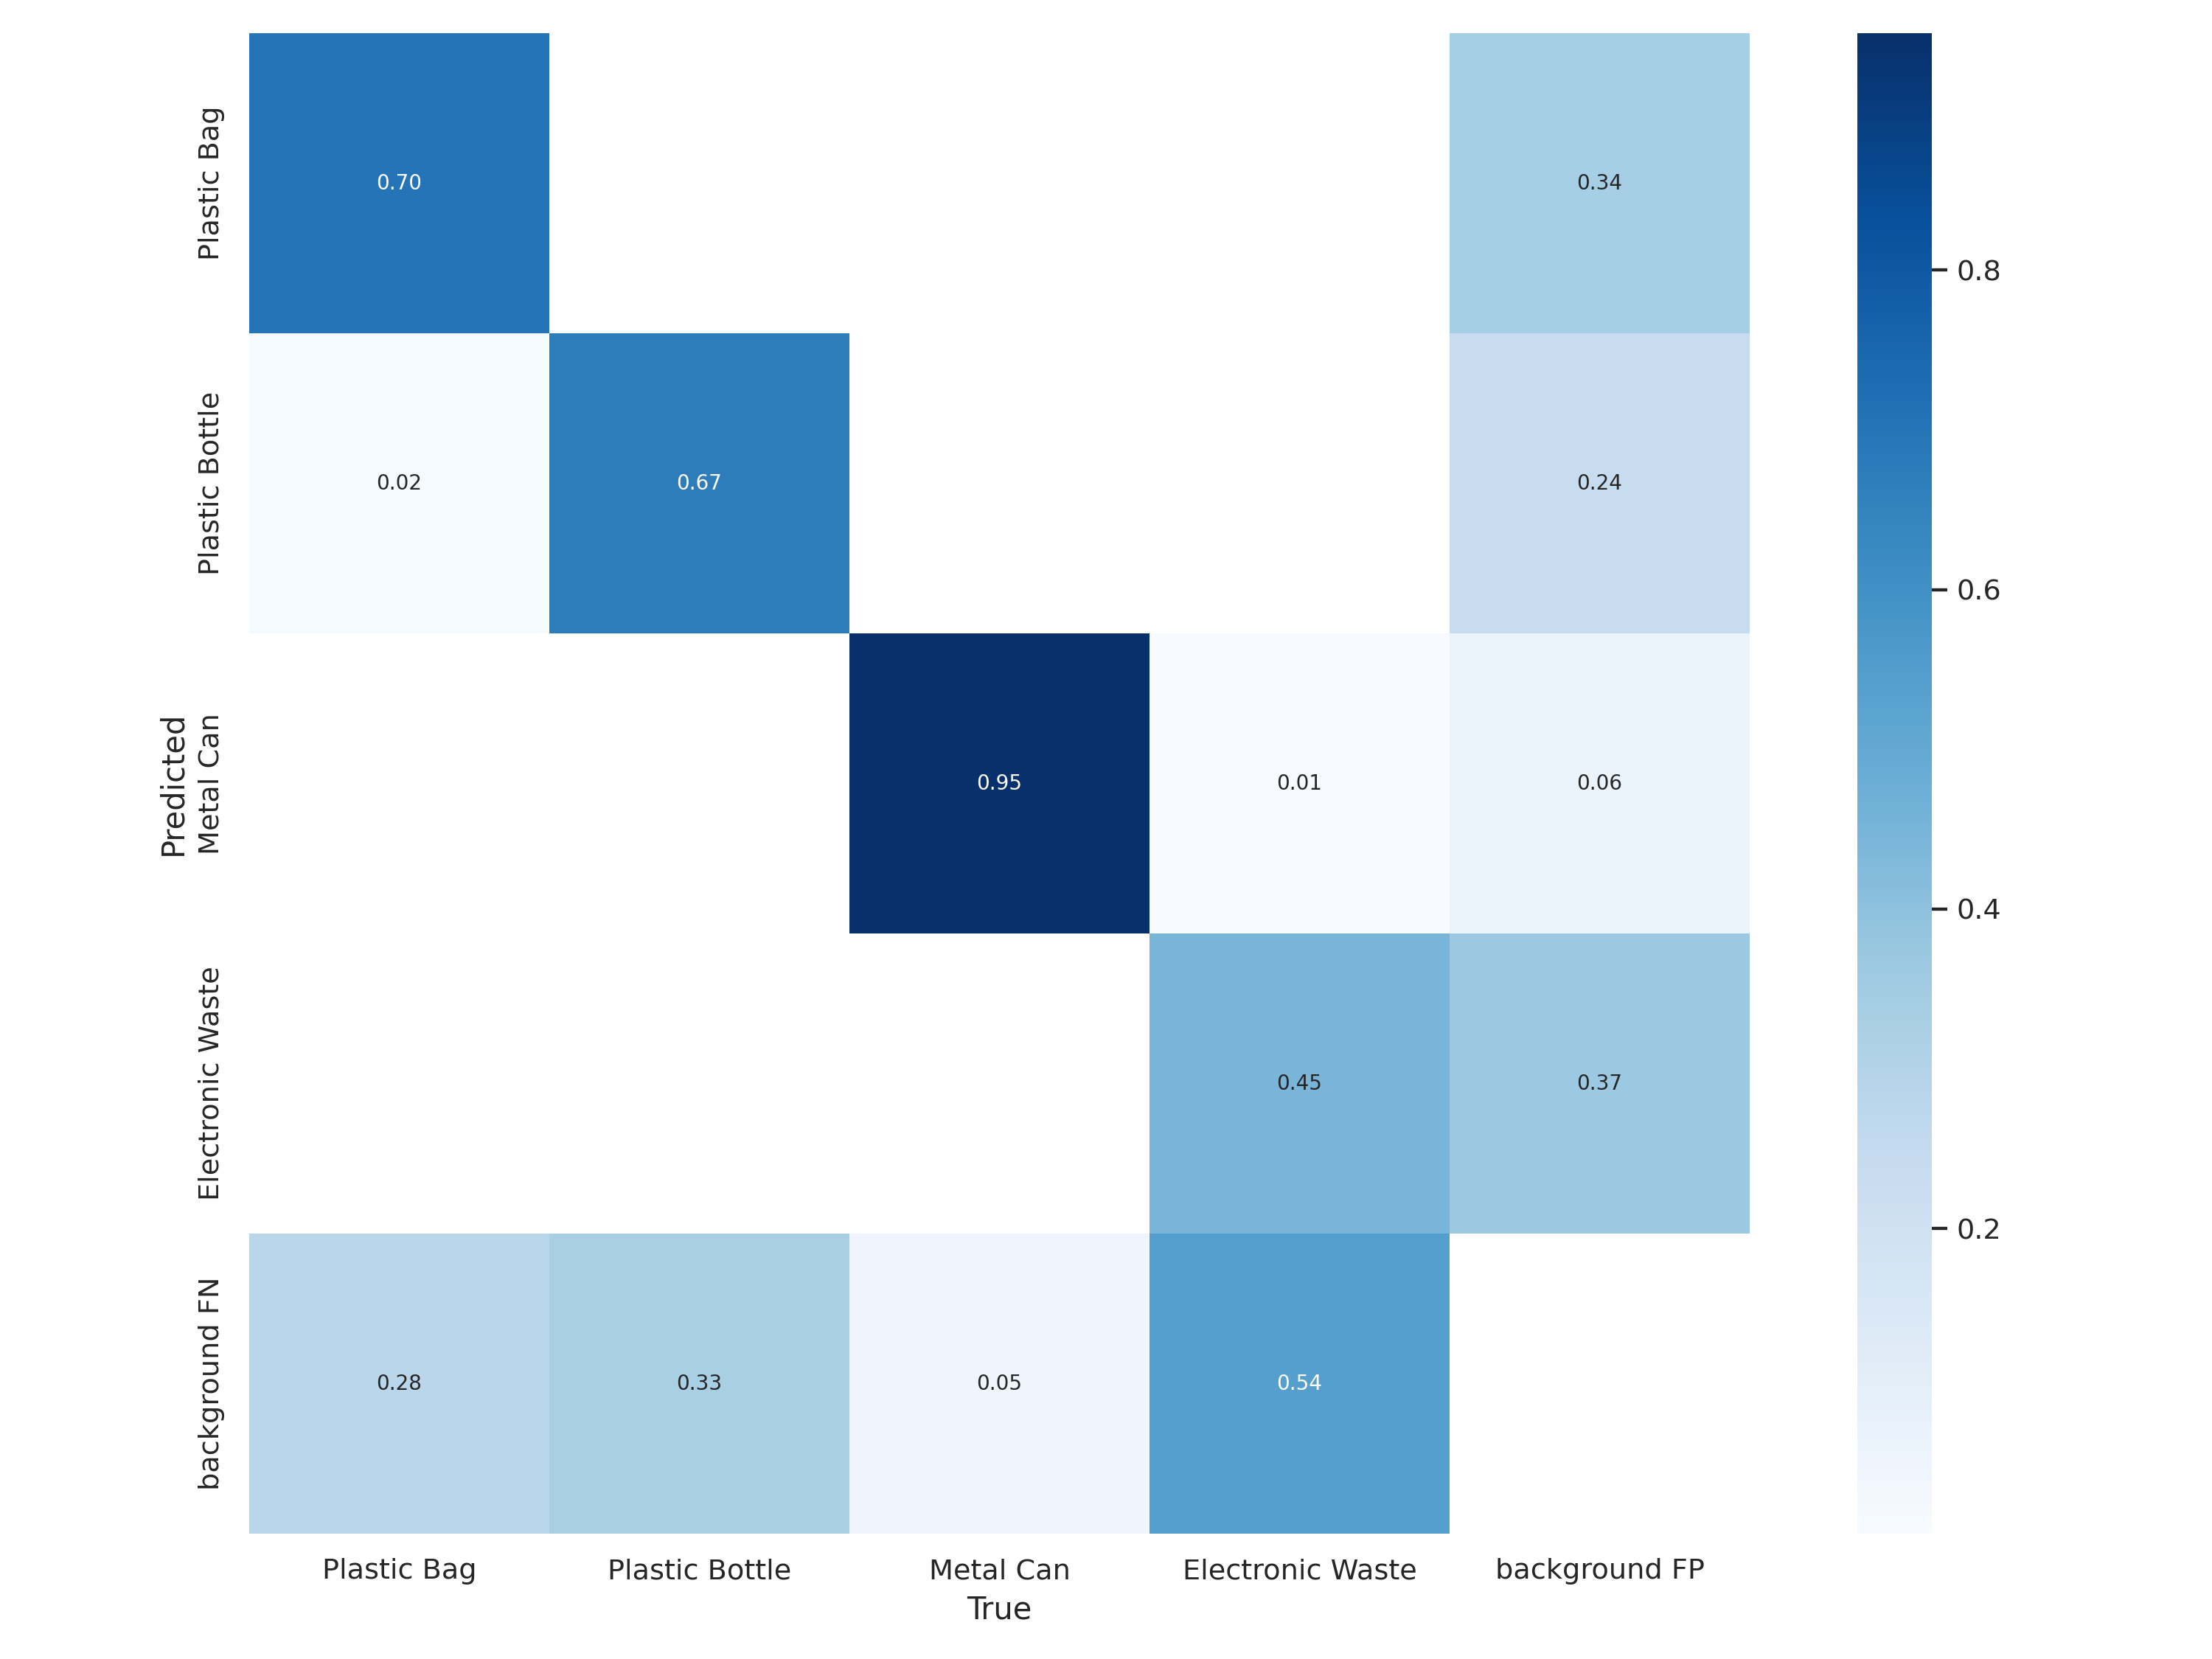 Plastic Bag
0.70
0.34
Plastic Bottle
0.02
0.67
0.24
Predicted
Metal Can
0.95
0.01
0.06
Electronic Waste
0.45
0.37
background FN
0.28
0.33
0.05
0.54
Plastic Bag
Plastic Bottle
Metal Can
Electronic Waste
background FP
True
0.8
0.6
0.4
0.2